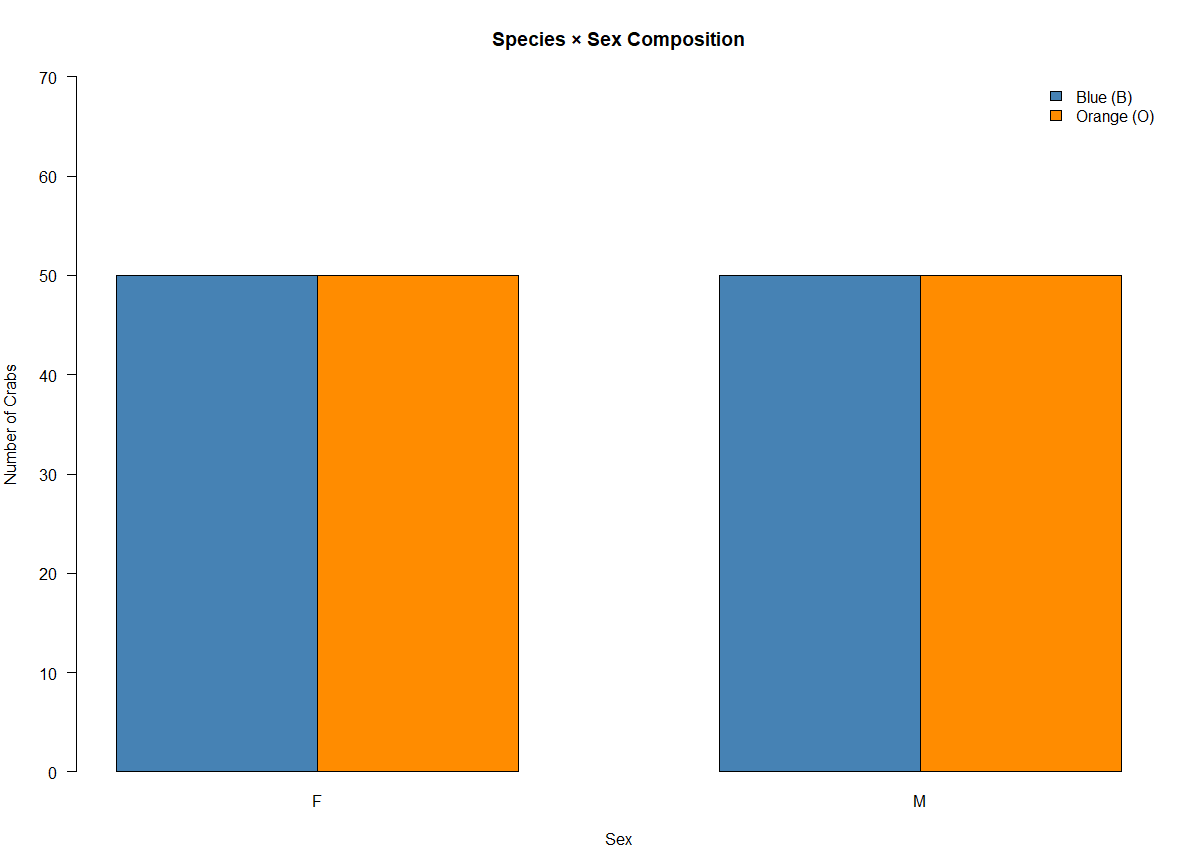 Species × Sex Composition
Blue (B)
Orange (O)
70
60
50
40
30
20
10
0
Number of Crabs
F
M
Sex